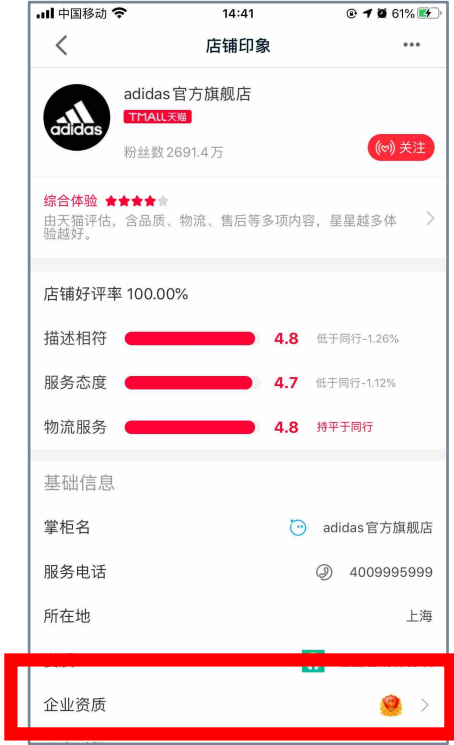 中国移动 14:41 61%
店铺印象
adidas官方旗舰店
adidas
TMALL天猫
粉丝数2691.4万
关注
综合体验
由天猫评估，含品质、物流、售后等多项内容，星星越多体
验越好。
店铺好评率 100.00%
描述相符 4.8 低于同行-1.26%
服务态度 4.7 低于同行-1.12%
物流服务 4.8 持平于同行
基础信息
掌柜名 adidas官方旗舰店
服务电话 4009995999
所在地 上海
企业资质